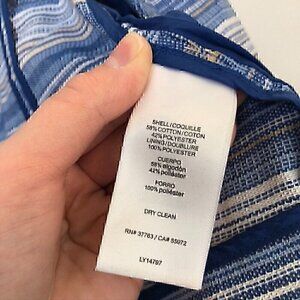 SHELL/COQUILLE
58% COTTON/COTON
42% POLYESTER
LINING/DOUBLURE
100% POLYESTER
CUERPO
58% algodón
42% poliéster
FORRO
100% poliéster
DRY CLEAN
RN# 37763 / CA# 55072
LY14797